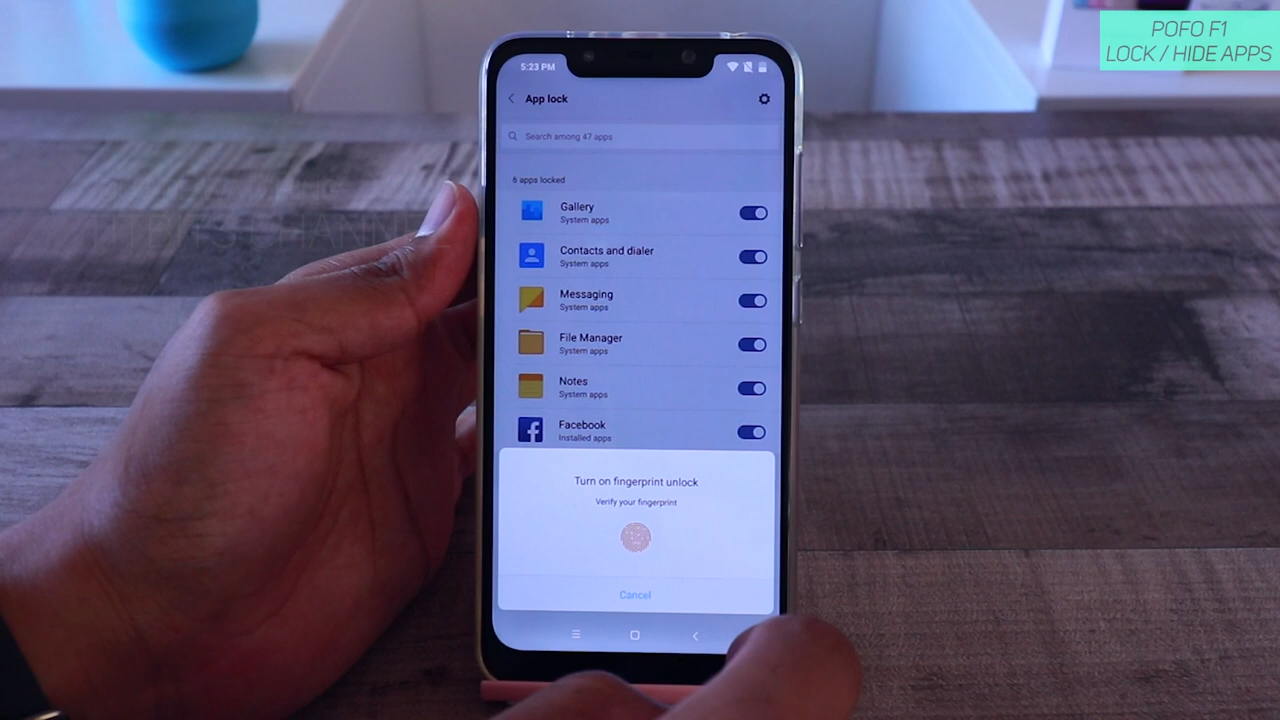 POFO F1
LOCK / HIDE APPS
5:23 PM
App lock
Search among 47 apps
6 apps locked
Gallery
System apps
Contacts and dialer
System apps
Messaging
System apps
File Manager
System apps
Notes
System apps
Facebook
Installed apps
Turn on fingerprint unlock
Verify your fingerprint
Cancel